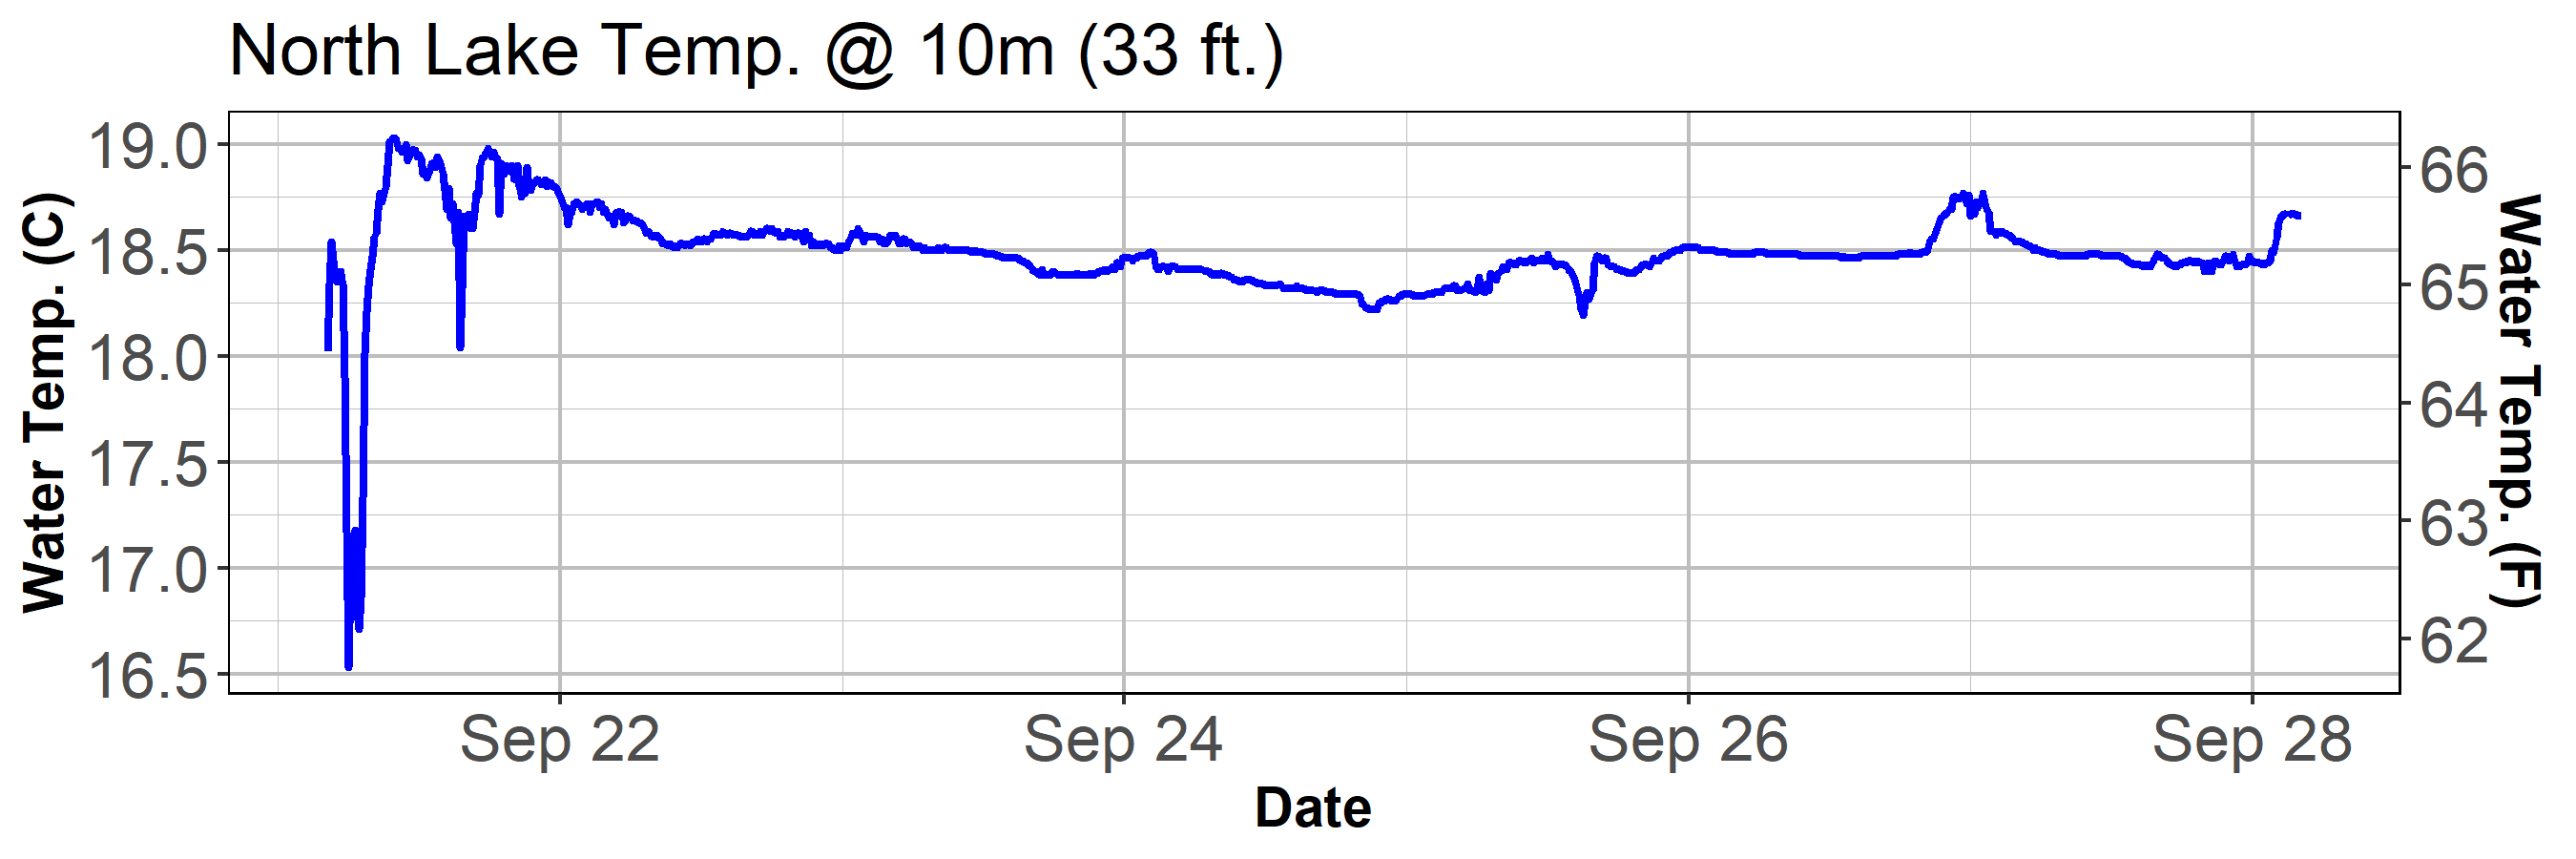 North Lake Temp. @ 10m (33 ft.)
Water Temp. (C)
19.0
18.5
18.0
17.5
17.0
16.5
66
65
64
63
62
Water Temp. (F)
Sep 22
Sep 24
Sep 26
Sep 28
Date